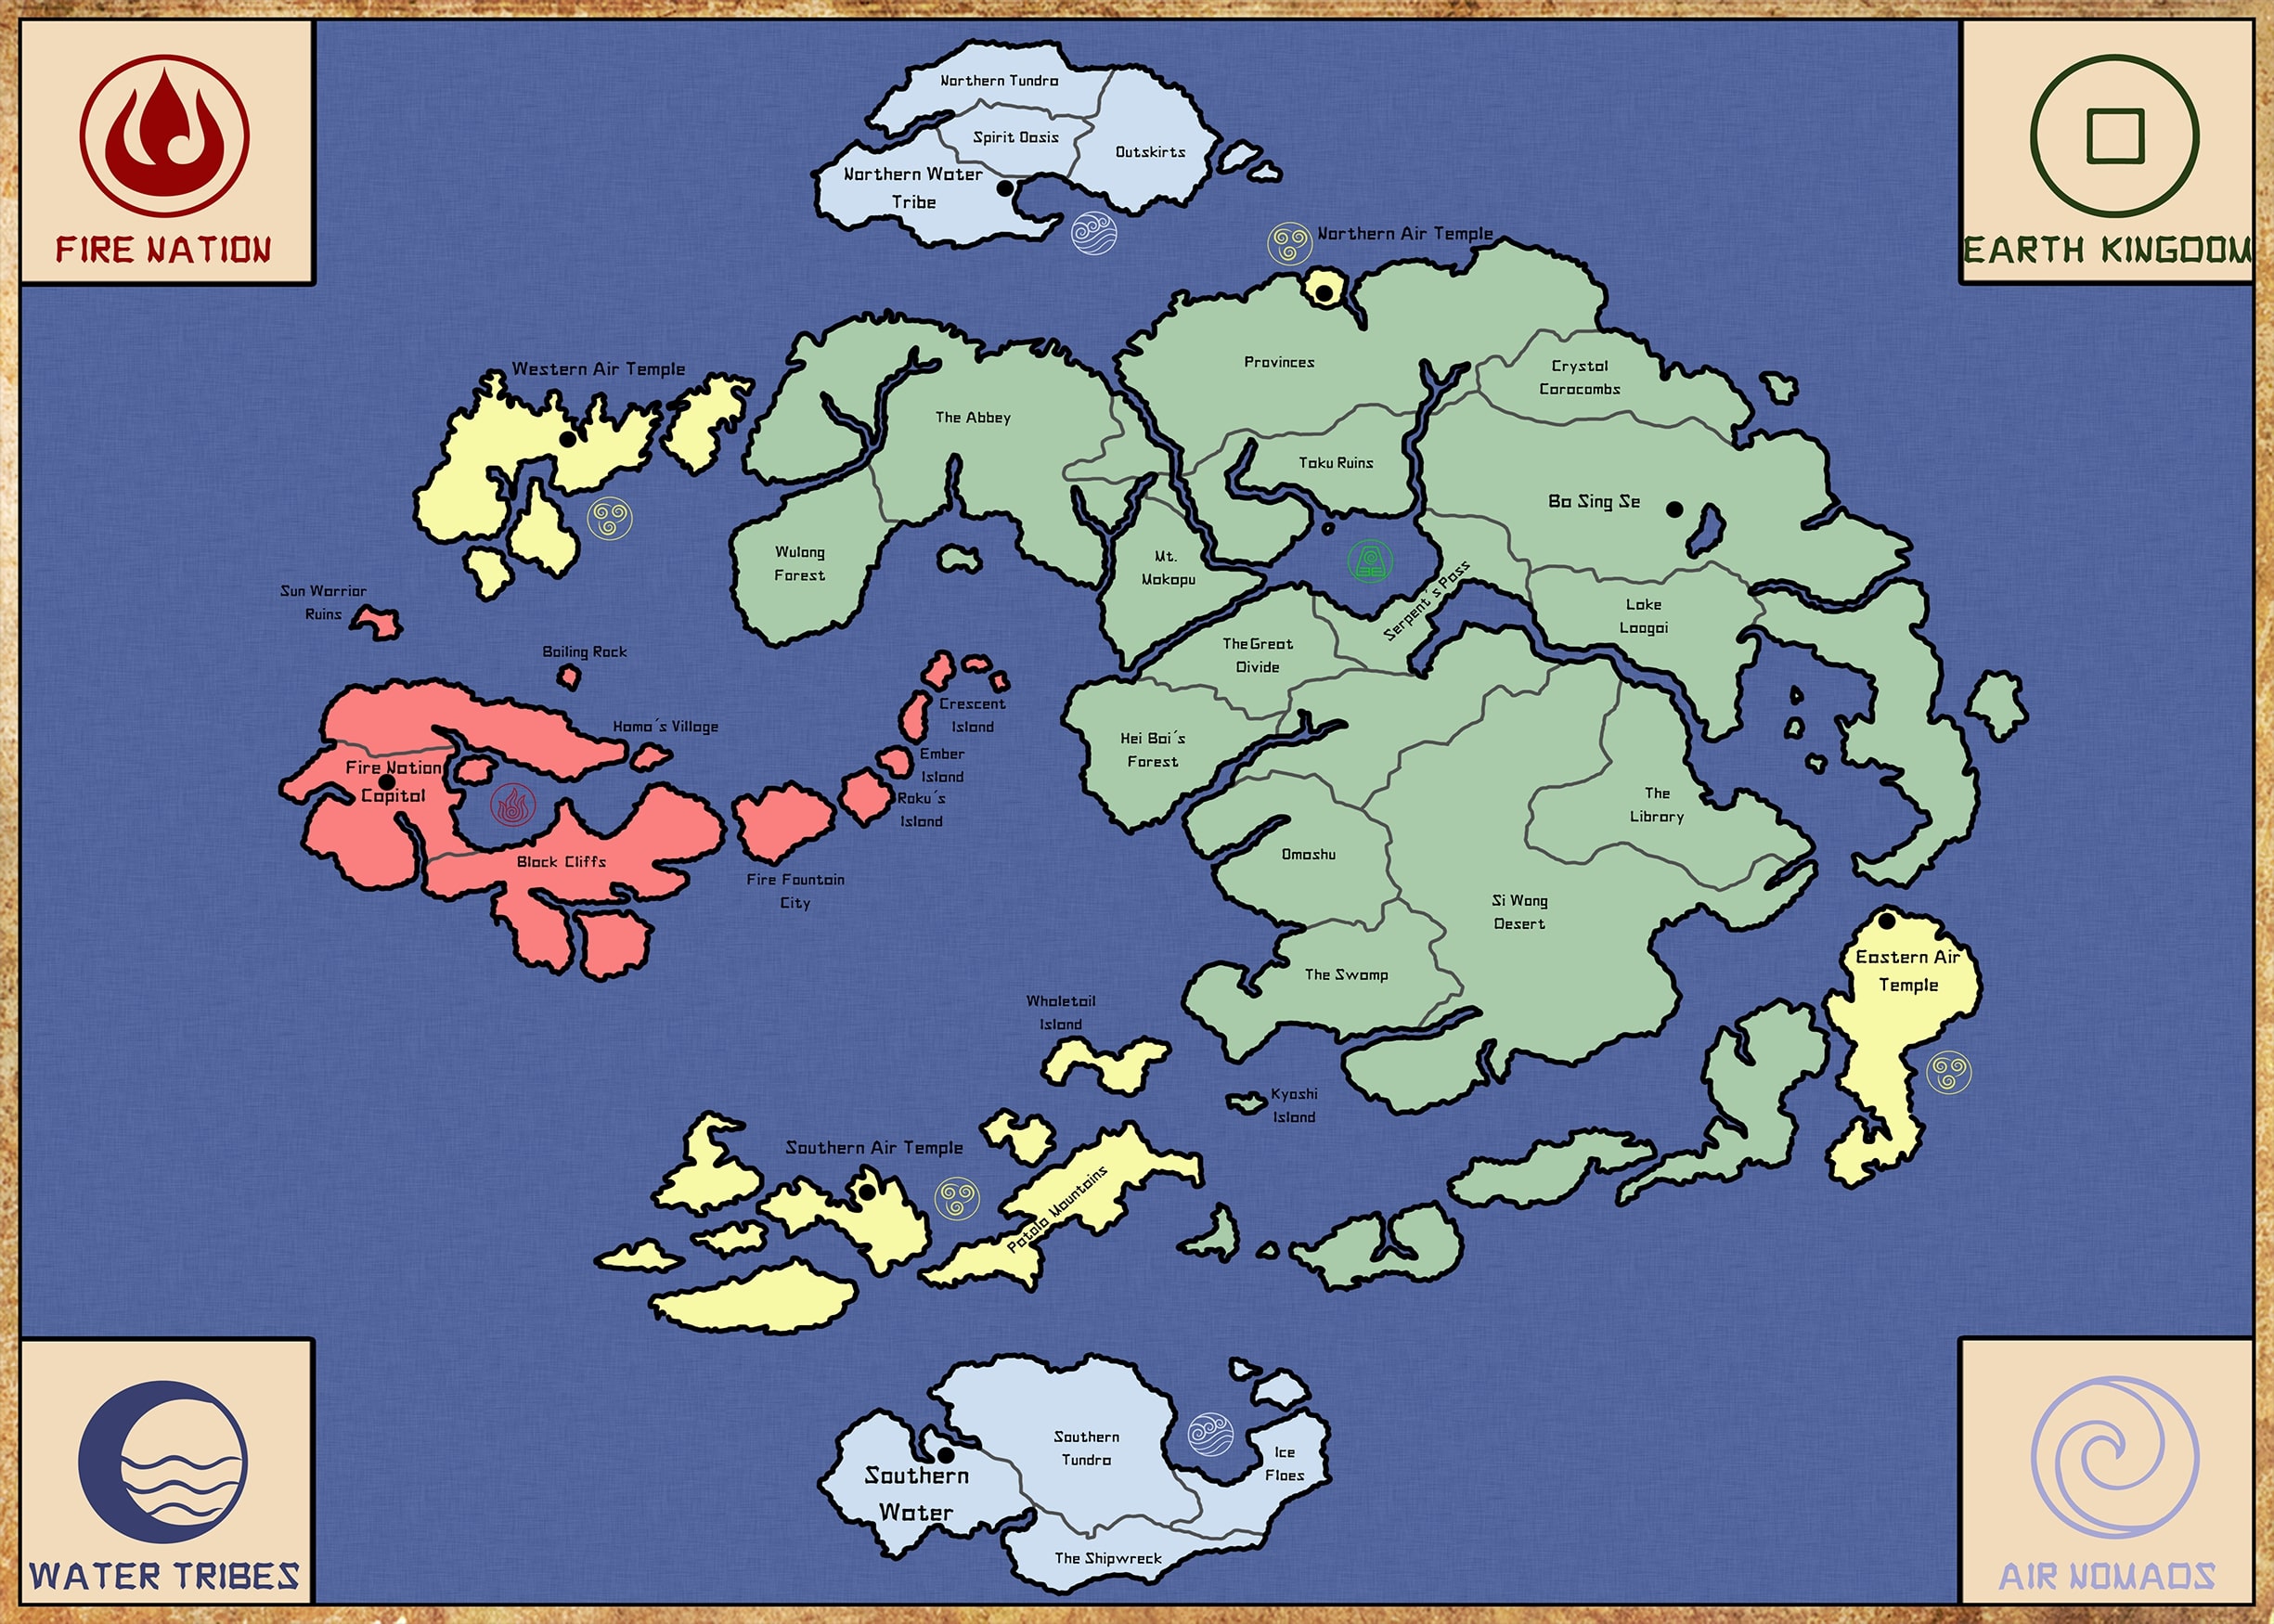 FIRE NATION
EARTH KINGDOM
Northern Tundra
Spirit Oasis
Outskirts
Northern Water
Tribe
Northern Air Temple
Western Air Temple
Provinces
Crystal
Caracombs
The Abbey
Taku Ruins
Ba Sing Se
Wulong
Forest
Mt.
Makapu
Serpent's Pass
Lake
Laogai
Sun Warrior
Ruins
Boiling Rock
The Great
Divide
Hama's Village
Crescent
Island
Hei Bai's
Forest
Ember
Island
Fire Nation
Capital
Roku's
Island
The
Library
Black Cliffs
Omashu
Fire Fountain
City
Si Wong
Desert
The Swamp
Eastern Air
Temple
Whaletail
Island
Kyoshi
Island
Southern Air Temple
Patola Mountains
Southern
Tundra
Ice
Floes
Southern
Water
The Shipwreck
WATER TRIBES
AIR NOMADS